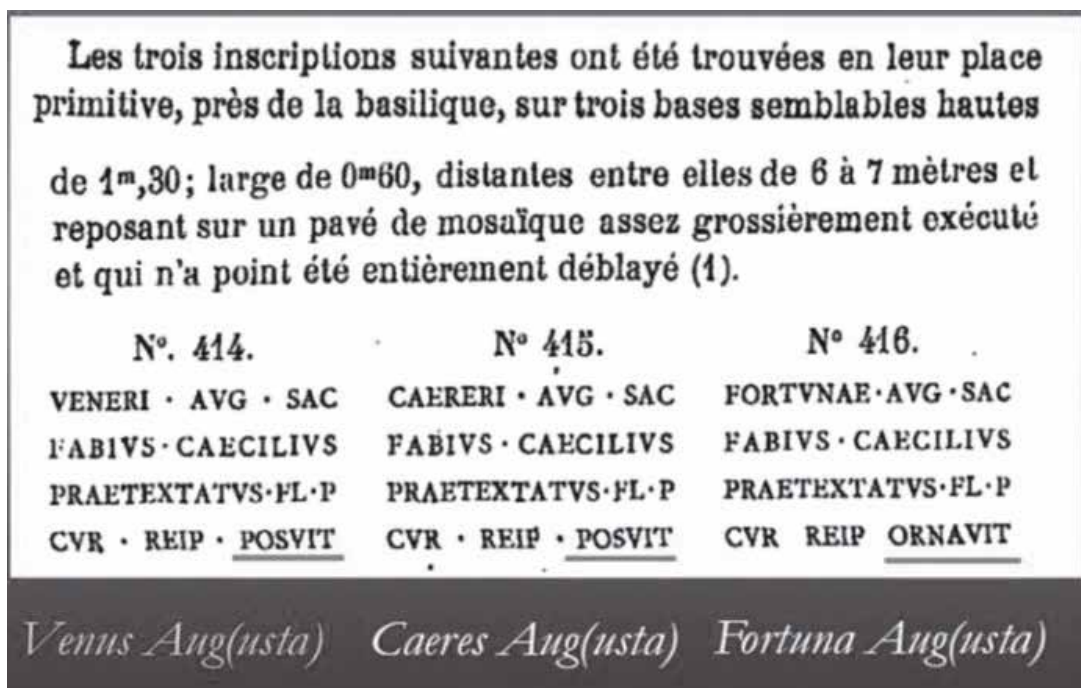 Les trois inscriptions suivantes ont été trouvées en leur place
primitive, près de la basilique, sur trois bases semblables hautes
de 1ᵐ,30; large de 0ᵐ60, distantes entre elles de 6 à 7 mètres et
reposant sur un pavé de mosaïque assez grossièrement exécuté
et qui n'a point été entièrement déblayé (1).
Nº. 414. Nº 415. Nº 416.
VENERI · AVG · SAC CAERERI · AVG · SAC FORTVNAE·AVG·SAC
FABIVS·CAECILIVS FABIVS·CAECILIVS FABIVS·CAECILIVS
PRAETEXTATVS·FL·P PRAETEXTATVS·FL·P PRAETEXTATVS·FL·P
CVR · REIP · POSVIT CVR · REIP · POSVIT CVR REIP ORNAVIT
Venus Aug(usta) Caeres Aug(usta) Fortuna Aug(usta)